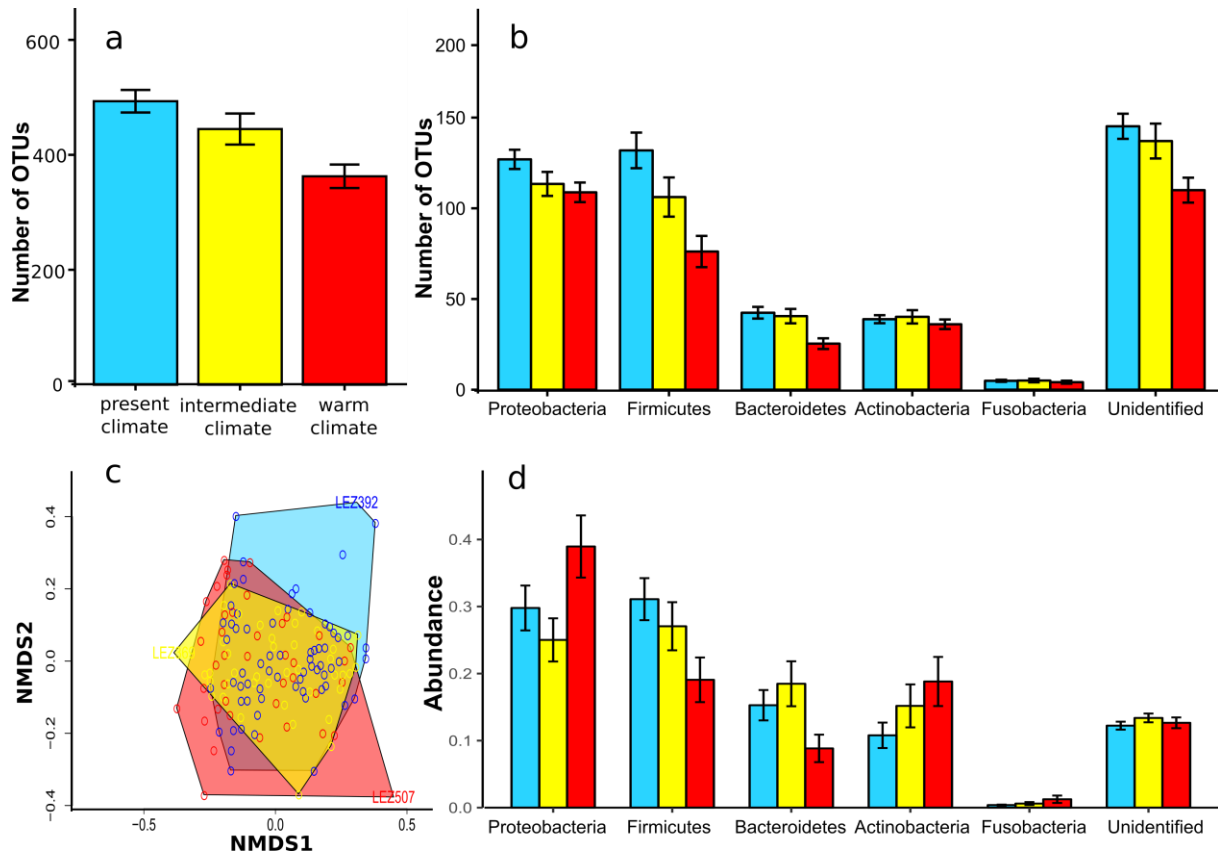 a
600
400
200
0
Number of OTUs
present climate
intermediate climate
warm climate
b
200
150
100
50
0
Number of OTUs
Proteobacteria Firmicutes Bacteroidetes Actinobacteria Fusobacteria Unidentified
c
0.4
0.2
0.0
−0.2
−0.4
NMDS2
LEZ392
LEZ507
−0.5 0.0 0.5
NMDS1
d
0.4
0.3
0.2
0.1
0.0
Abundance
Proteobacteria Firmicutes Bacteroidetes Actinobacteria Fusobacteria Unidentified